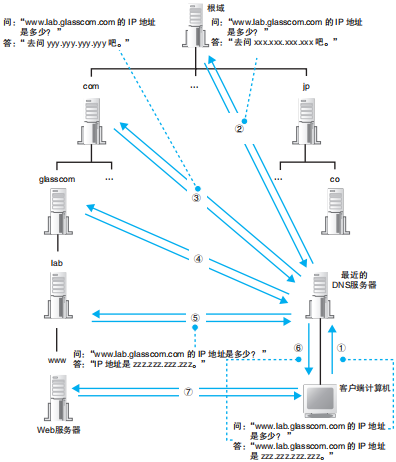 根域
问：“www.lab.glasscom.com 的 IP 地址
是多少？”
答：“去问 yyy.yyy.yyy.yyy 吧。”
问：“www.lab.glasscom.com 的 IP 地址
是多少？”
答：“去问 xxx.xxx.xxx.xxx 吧。”
com
...
jp
②
glasscom
...
③
...
co
④
lab
最近的
DNS服务器
⑤
www
问：“www.lab.glasscom.com 的 IP 地址是多少？”
答：“IP 地址是 zzz.zzz.zzz.zzz。”
⑥
①
⑦
客户端计算机
Web服务器
问：“www.lab.glasscom.com 的 IP 地址
是多少？”
答：“www.lab.glasscom.com 的 IP 地址
是 zzz.zzz.zzz.zzz。”